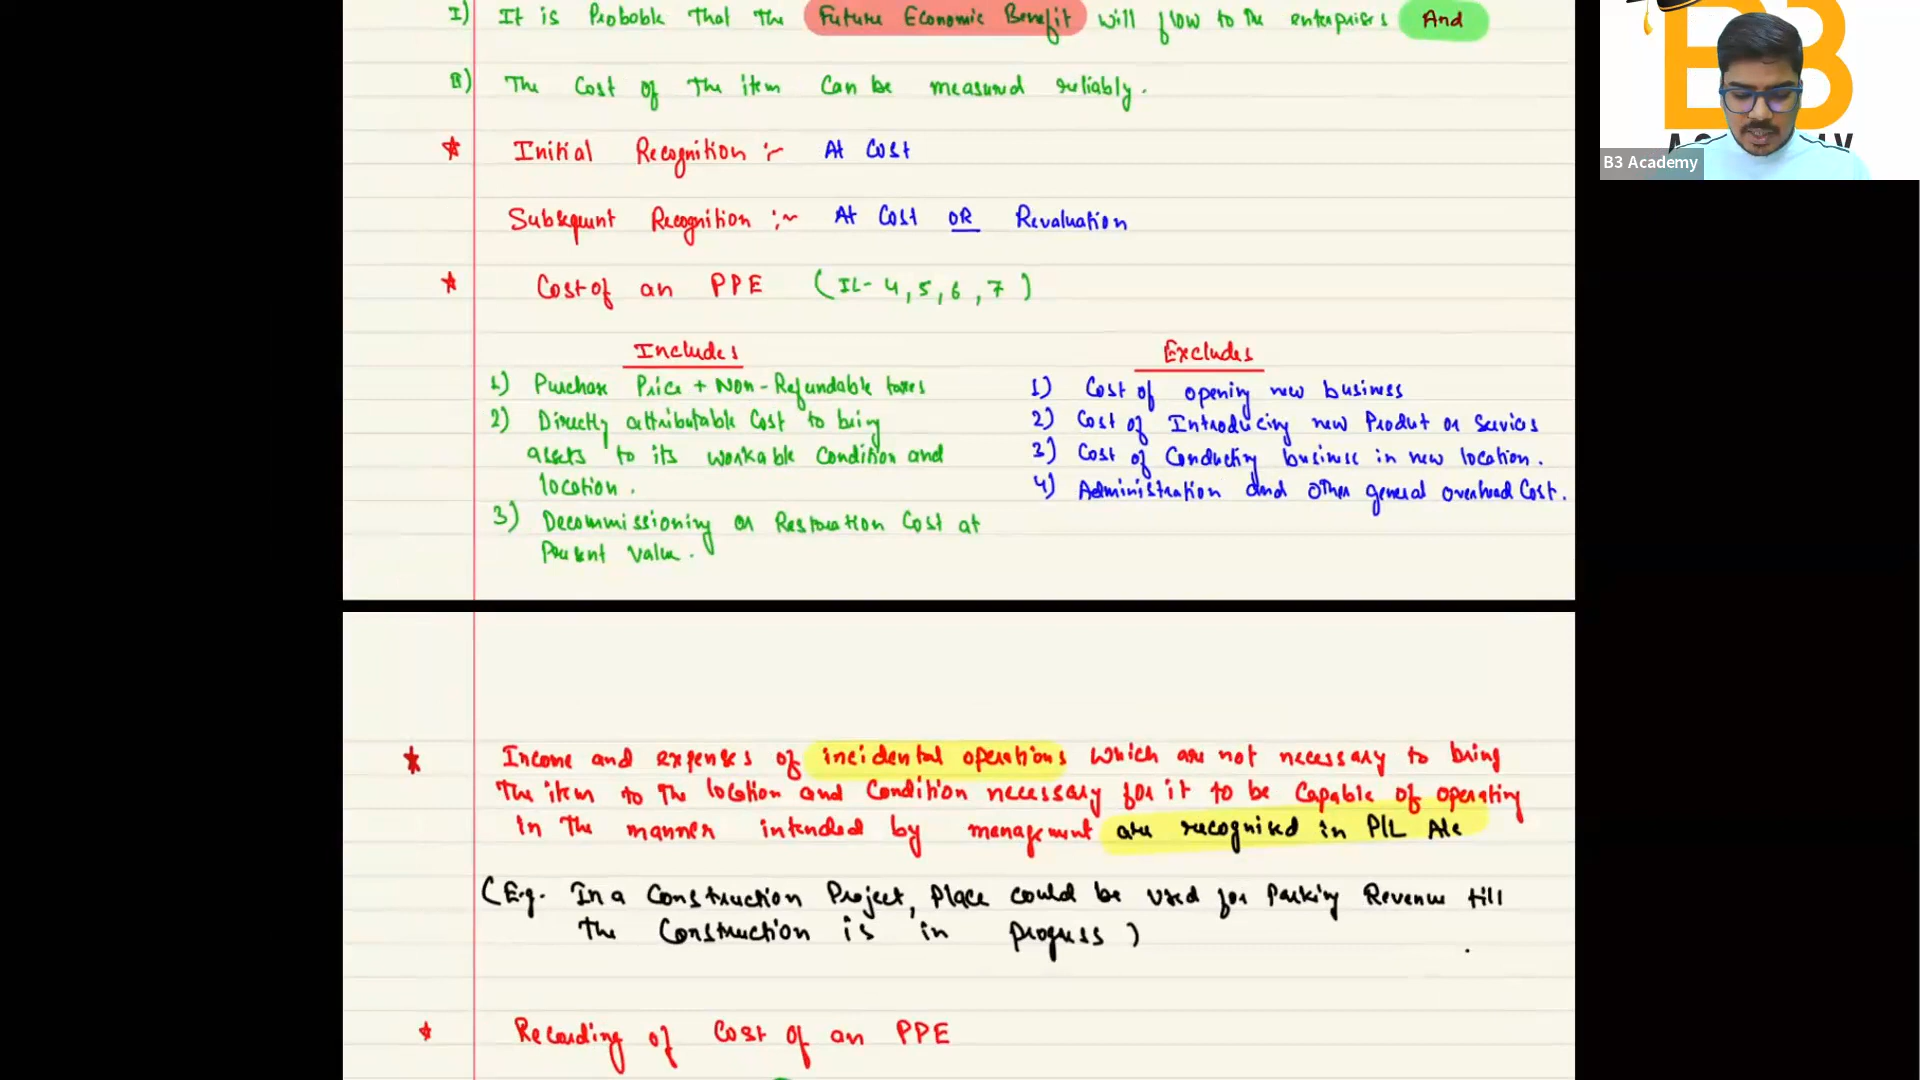 I) It is Probable That the Future Economic Benefit will flow to the enterprises And
B) The Cost of The item Can be measured reliably.
Initial Recognition :- At Cost
Subsequent Recognition :- At Cost OR Revaluation
Cost of an PPE (IL- 4, 5, 6, 7)
Includes
1) Purchase Price + Non-Refundable taxes
2) Directly attributable Cost to being
assets to its workable Condition and
location.
3) Decommissioning or Restoration Cost at
Present value.
Excludes
1) Cost of opening new business
2) Cost of Introducing new Product or Services
3) Cost of Conducting business in new location.
4) Administration and other general overhead Cost.
Income and expenses of incidental operations which are not necessary to bring
The item to The location and Condition necessary for it to be Capable of operating
in The manner intended by management are recognised in P/L A/c
(E.g. In a Construction Project, Place could be used for Parking Revenue till
The Construction is in progress)
Recording of Cost of an PPE
B3
B3 Academy